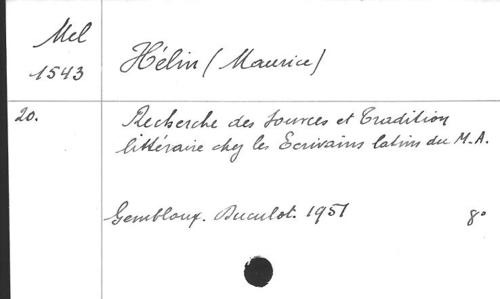 Mel
1543
Hélin (Maurice)
20.
Recherche des sources et Tradition
littéraire chez les Ecrivains latins du M.A.
Gembloux. Duculot. 1951 8°